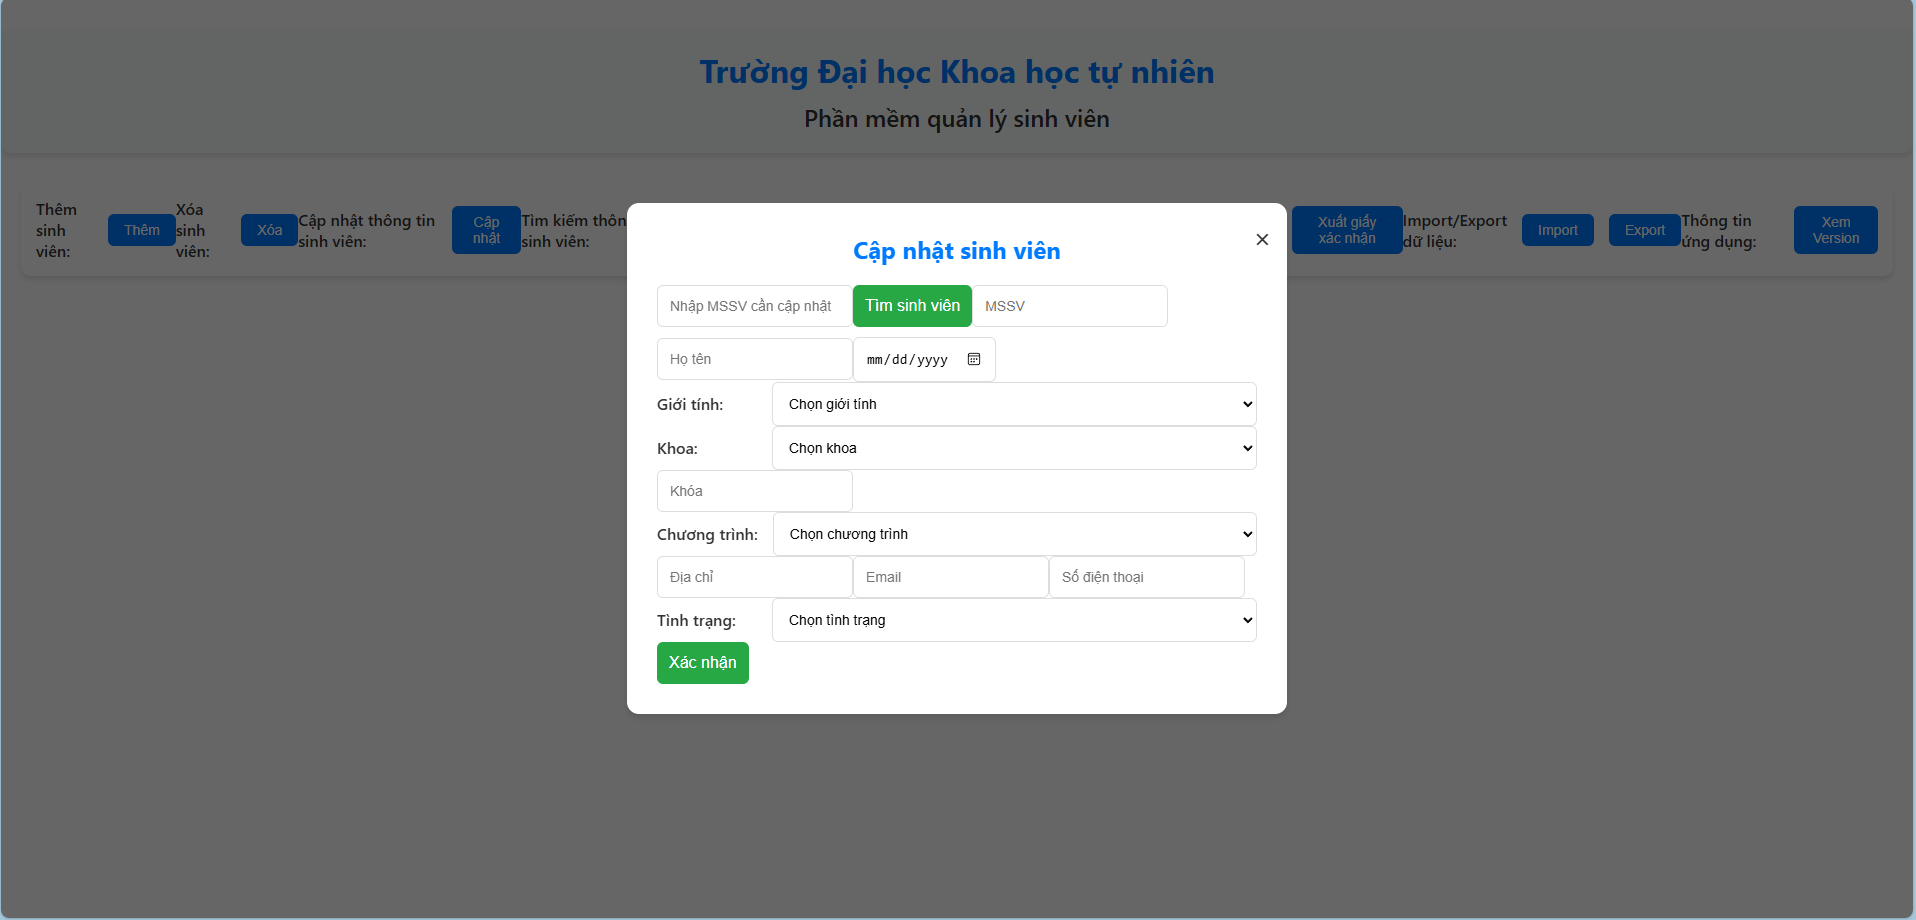 Trường Đại học Khoa học tự nhiên
Phần mềm quản lý sinh viên
Thêm sinh viên:
Thêm
Xóa sinh viên:
Xóa
Cập nhật thông tin sinh viên:
Cập nhật
Tìm kiếm thôn
sinh viên:
Xuất giấy xác nhận
Import/Export dữ liệu:
Import
Export
Thông tin ứng dụng:
Xem Version
×
Cập nhật sinh viên
Nhập MSSV cần cập nhật
Tìm sinh viên
MSSV
Họ tên
mm/dd/yyyy
Giới tính:
Chọn giới tính
Khoa:
Chọn khoa
Khóa
Chương trình:
Chọn chương trình
Địa chỉ
Email
Số điện thoại
Tình trạng:
Chọn tình trạng
Xác nhận